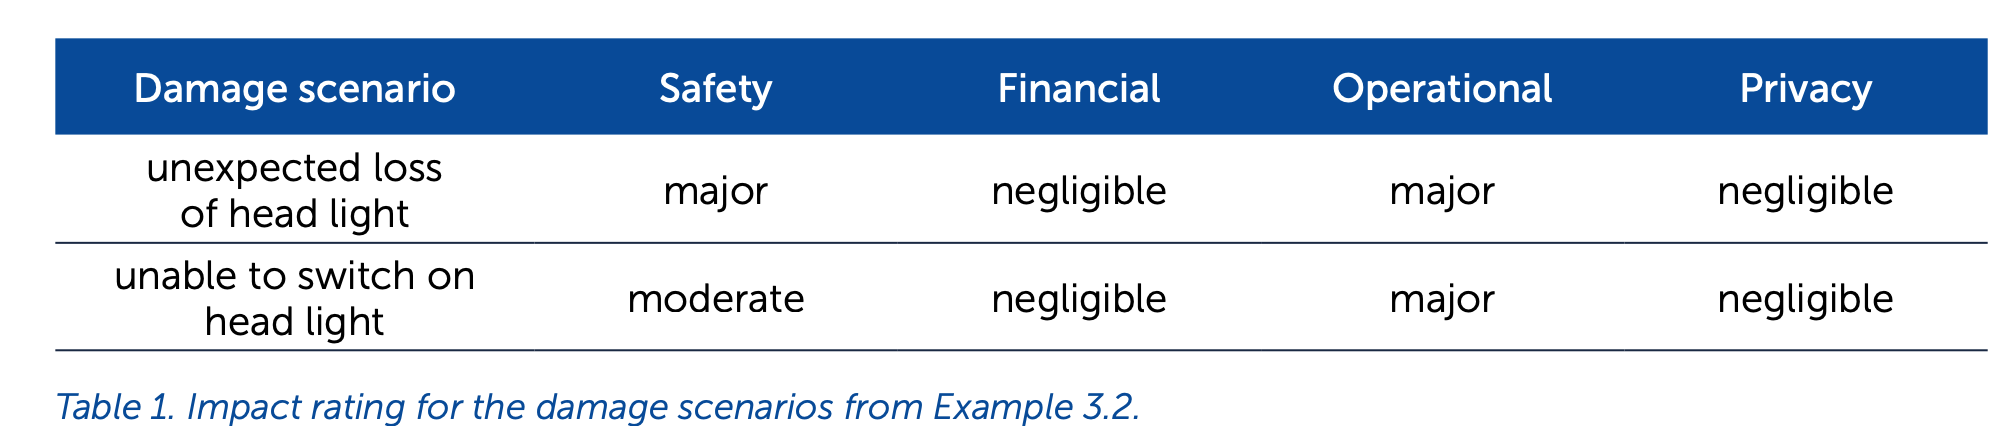 Damage scenario Safety Financial Operational Privacy
unexpected loss
of head light major negligible major negligible
unable to switch on
head light moderate negligible major negligible
Table 1. Impact rating for the damage scenarios from Example 3.2.